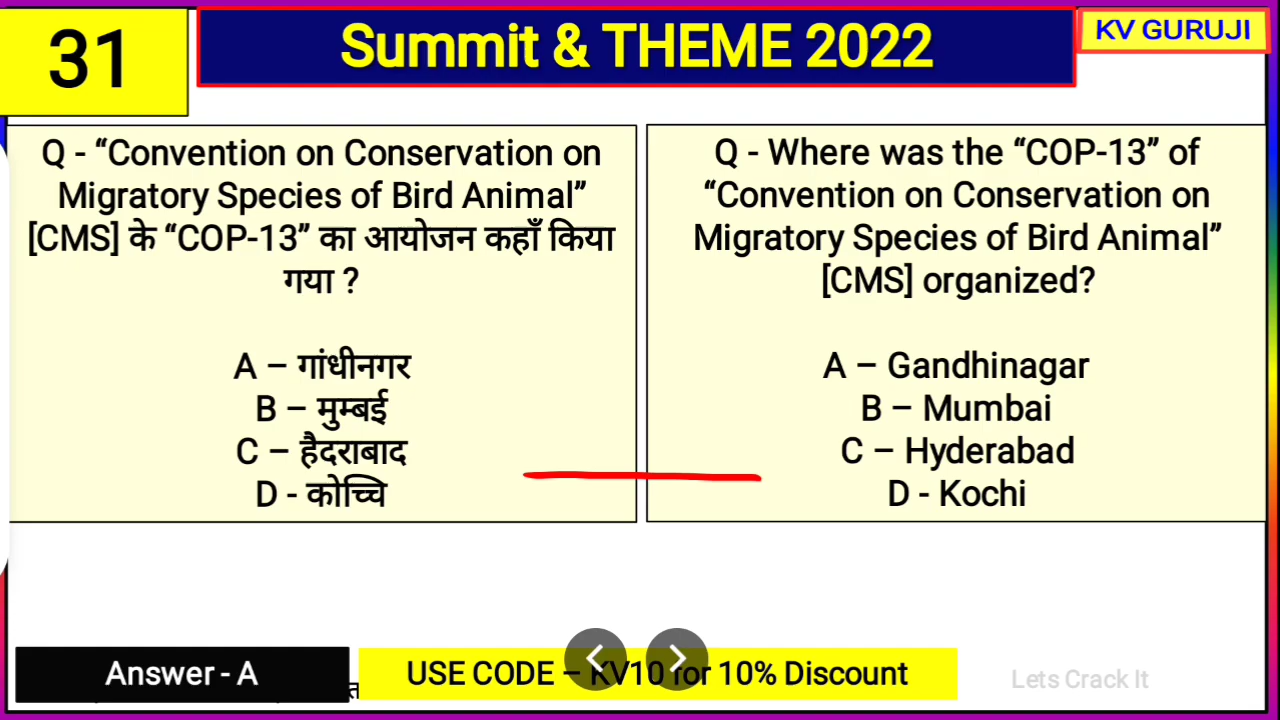 31
Summit & THEME 2022
KV GURUJI
Q - “Convention on Conservation on
Migratory Species of Bird Animal”
[CMS] के “COP-13” का आयोजन कहाँ किया
गया ?
A – गांधीनगर
B – मुम्बई
C – हैदराबाद
D - कोच्चि
Q - Where was the “COP-13” of
“Convention on Conservation on
Migratory Species of Bird Animal”
[CMS] organized?
A – Gandhinagar
B – Mumbai
C – Hyderabad
D - Kochi
Answer - A
USE CODE – KV10 for 10% Discount
Lets Crack It